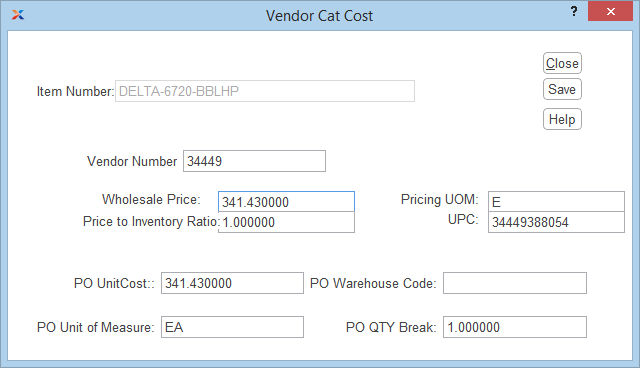 Vendor Cat Cost
?
Close
Item Number: DELTA-6720-BBLHP
Save
Help
Vendor Number 34449
Wholesale Price: 341.430000 Pricing UOM: E
Price to Inventory Ratio: 1.000000 UPC: 34449388054
PO UnitCost:: 341.430000 PO Warehouse Code:
PO Unit of Measure: EA PO QTY Break: 1.000000